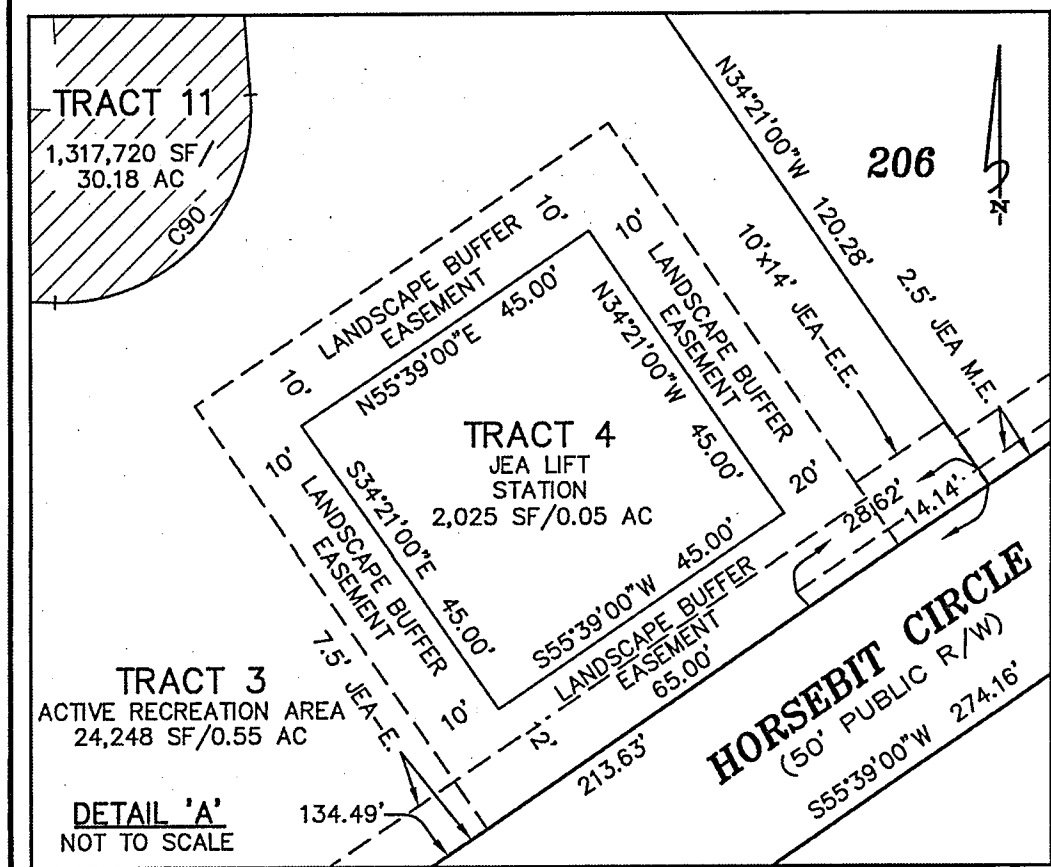 TRACT 11
1,317,720 SF/
30.18 AC
C90
N34°21'00"W
120.28'
206
N
LANDSCAPE BUFFER
EASEMENT
10'
10'
N55°39'00"E
45.00'
10'
LANDSCAPE BUFFER
EASEMENT
20'
N34°21'00"W
45.00'
10'x14' JEA-E.E.
2.5' JEA M.E.
TRACT 4
JEA LIFT
STATION
2,025 SF/0.05 AC
10'
LANDSCAPE BUFFER
EASEMENT
10'
S34°21'00"E
45.00'
S55°39'00"W
45.00'
28.62'
14.14'
LANDSCAPE BUFFER
EASEMENT
65.00'
2'
7.5' JEA-E.
TRACT 3
ACTIVE RECREATION AREA
24,248 SF/0.55 AC
213.63'
HORSEBIT CIRCLE
(50' PUBLIC R/W)
S55°39'00"W 274.16'
134.49'
DETAIL 'A'
NOT TO SCALE